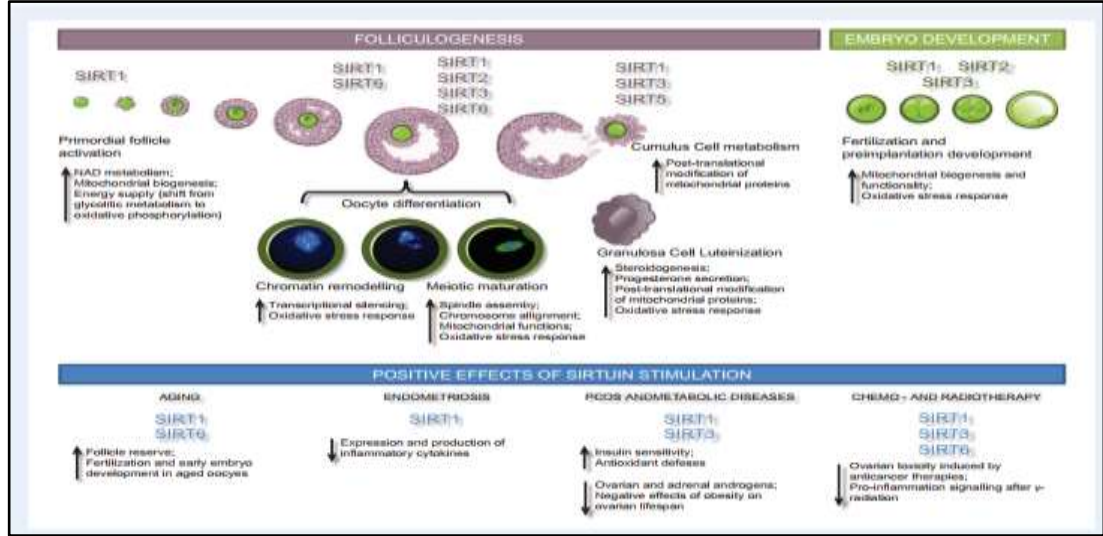 FOLLICULOGENESIS
EMBRYO DEVELOPMENT
SIRT1;
SIRT1;
SIRT6;
SIRT1;
SIRT2;
SIRT3;
SIRT6;
SIRT1;
SIRT3;
SIRT5;
SIRT1; SIRT2;
SIRT3;
Primordial follicle
activation
NAD metabolism;
Mitochondrial biogenesis;
Energy supply (shift from
glycolitic metabolism to
oxidative phosphorylation)
Cumulus Cell metabolism
Post-translational
modification of
mitochondrial proteins
Fertilization and
preimplantation development
Mitochondrial biogenesis and
functionality;
Oxidative stress response
Oocyte differentiation
Chromatin remodelling
Transcriptional silencing;
Oxidative stress response
Meiotic maturation
Spindle assembly;
Chromosome allignment;
Mitochondrial functions;
Oxidative stress response
Granulosa Cell Luteinization
Steroidogenesis;
Progesterone secretion;
Post-translational modification
of mitochondrial proteins;
Oxidative stress response
POSITIVE EFFECTS OF SIRTUIN STIMULATION
AGING
SIRT1;
SIRT6;
Follicle reserve;
Fertilization and early embryo
development in aged oocyes
ENDOMETRIOSIS
SIRT1;
Expression and production of
inflammatory cytokines
PCOS ANDMETABOLIC DISEASES
SIRT1;
SIRT3;
Insulin sensitivity;
Antioxidant defeses
Ovarian and adrenal androgens;
Negative effects of obesity on
ovarian lifespan
CHEMO- AND RADIOTHERAPY
SIRT1;
SIRT3;
SIRT6;
Ovarian toxicity induced by
anticancer therapies;
Pro-inflammation signalling after γ-
radiation